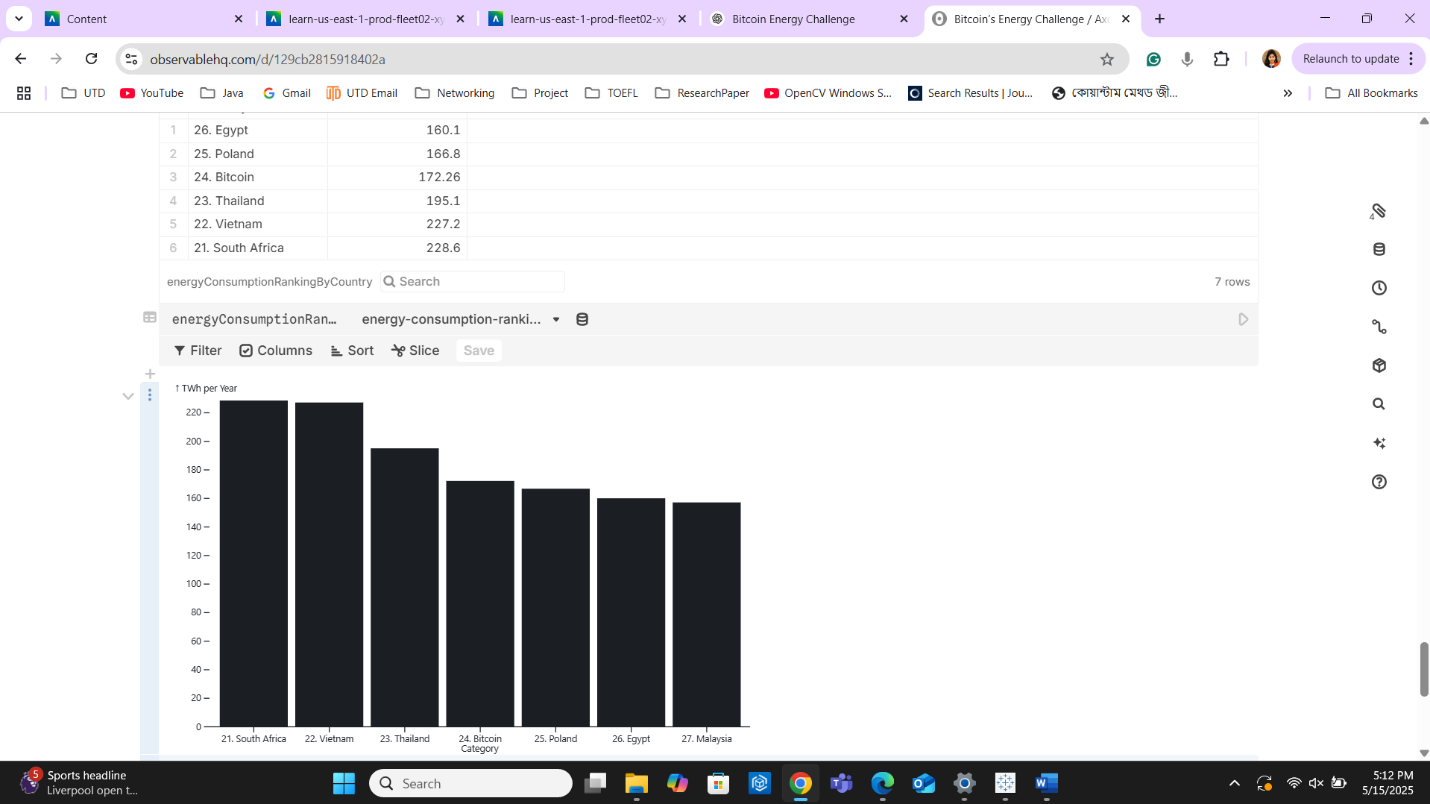 Content
learn-us-east-1-prod-fleet02-xy
learn-us-east-1-prod-fleet02-xy
Bitcoin Energy Challenge
Bitcoin's Energy Challenge / Axo
observablehq.com/d/129cb2815918402a
Relaunch to update
UTD
YouTube
Java
Gmail
UTD Email
Networking
Project
TOEFL
ResearchPaper
OpenCV Windows S...
Search Results | Jou...
কোয়ান্টাম মেথড জী...
All Bookmarks
1 26. Egypt 160.1
2 25. Poland 166.8
3 24. Bitcoin 172.26
4 23. Thailand 195.1
5 22. Vietnam 227.2
6 21. South Africa 228.6
energyConsumptionRankingByCountry Search 7 rows
energyConsumptionRan… energy-consumption-ranki...
Filter Columns Sort Slice Save
↑ TWh per Year
220
200
180
160
140
120
100
80
60
40
20
0
21. South Africa 22. Vietnam 23. Thailand 24. Bitcoin 25. Poland 26. Egypt 27. Malaysia
Category
4
5
Sports headline
Liverpool open t...
Search
5:12 PM
5/15/2025